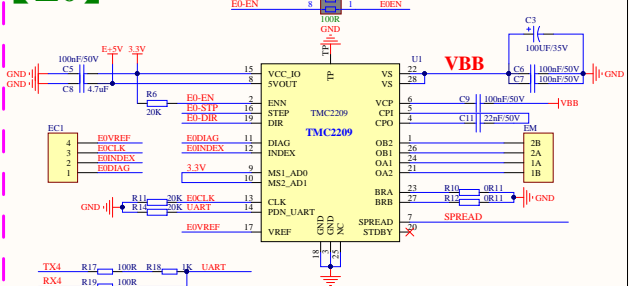 E0-EN 8 1 E0EN
100R
GND
C3
100UF/35V
E+5V 3.3V
100nF/50V
GND C5
GND
C8 4.7uF
15 VCC_IO
8 5VOUT
TP
TP
U1
VBB
22 VS
28 VS
C6 100nF/50V
C7 100nF/50V
GND
R6
20K
E0-EN 2 ENN
E0-STP 16 STEP
E0-DIR 19 DIR
TMC2209
TMC2209
VCP 6 C9 100nF/50V VBB
CPI 5
CPO 4 C11 22nF/50V
EC1
4 E0VREF
3 E0CLK
2 E0INDEX
1 E0DIAG
E0DIAG 11 DIAG
E0INDEX 12 INDEX
OB2 1
OB1 26
OA1 24
OA2 21
EM
2B
2A
1A
1B
3.3V 9 MS1_AD0
10 MS2_AD1
GND R11 20K E0CLK 13 CLK
R14 20K UART 14 PDN_UART
BRA 23 R10 0R11
BRB 27 R12 0R11
GND
E0VREF 17 VREF
SPREAD 7 SPREAD
STDBY 20
GND
GND
NC
18
3
25
TX4 R17 100R R18 1K UART
RX4 R19 100R